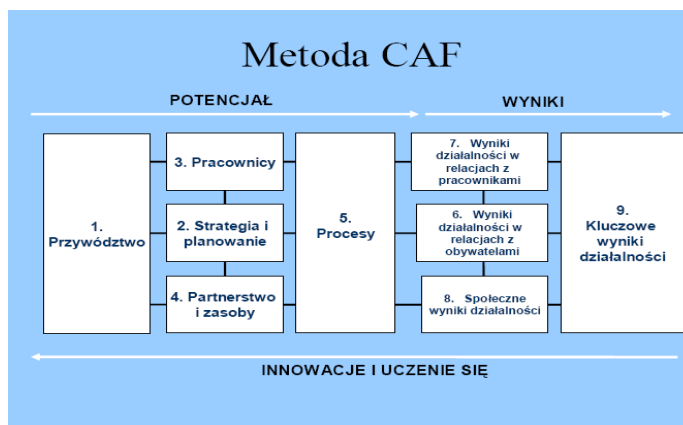 Metoda CAF
POTENCJAŁ
WYNIKI
1.
Przywództwo
3. Pracownicy
2. Strategia i
planowanie
4. Partnerstwo
i zasoby
5.
Procesy
7. Wyniki
działalności w
relacjach z
pracownikami
6. Wyniki
działalności w
relacjach z
obywatelami
8. Społeczne
wyniki działalności
9.
Kluczowe
wyniki
działalności
INNOWACJE I UCZENIE SIĘ